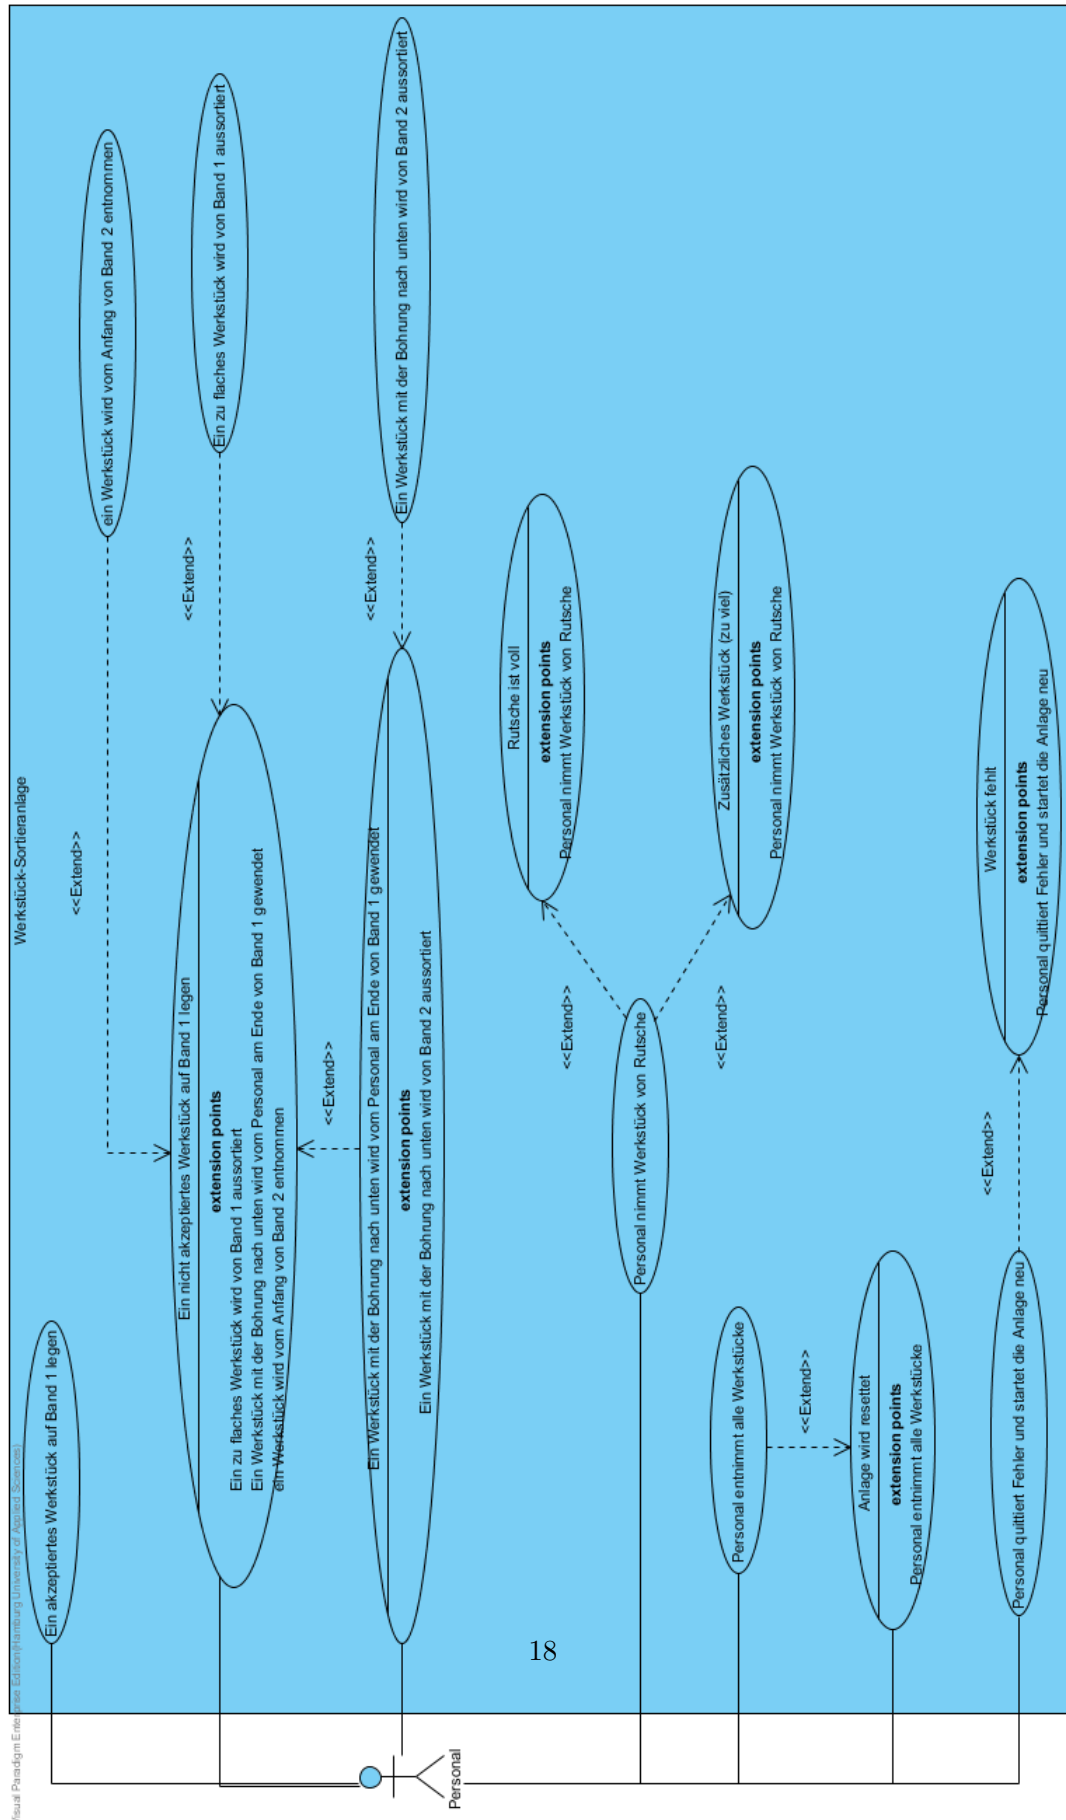 Visual Paradigm Enterprise Edition(Hamburg University of Applied Sciences)
Werkstück-Sortieranlage
Ein akzeptiertes Werkstück auf Band 1 legen
<<Extend>>
ein Werkstück wird vom Anfang von Band 2 entnommen
Ein nicht akzeptiertes Werkstück auf Band 1 legen
extension points
Ein zu flaches Werkstück wird von Band 1 aussortiert
Ein Werkstück mit der Bohrung nach unten wird vom Personal am Ende von Band 1 gewendet
ein Werkstück wird vom Anfang von Band 2 entnommen
<<Extend>>
Ein zu flaches Werkstück wird von Band 1 aussortiert
<<Extend>>
Ein Werkstück mit der Bohrung nach unten wird vom Personal am Ende von Band 1 gewendet
extension points
Ein Werkstück mit der Bohrung nach unten wird von Band 2 aussortiert
<<Extend>>
Ein Werkstück mit der Bohrung nach unten wird von Band 2 aussortiert
Personal
Rutsche ist voll
extension points
Personal nimmt Werkstück von Rutsche
<<Extend>>
Personal nimmt Werkstück von Rutsche
<<Extend>>
Zusätzliches Werkstück (zu viel)
extension points
Personal nimmt Werkstück von Rutsche
Personal entnimmt alle Werkstücke
<<Extend>>
Anlage wird resettet
extension points
Personal entnimmt alle Werkstücke
Personal quittiert Fehler und startet die Anlage neu
<<Extend>>
Werkstück fehlt
extension points
Personal quittiert Fehler und startet die Anlage neu
18